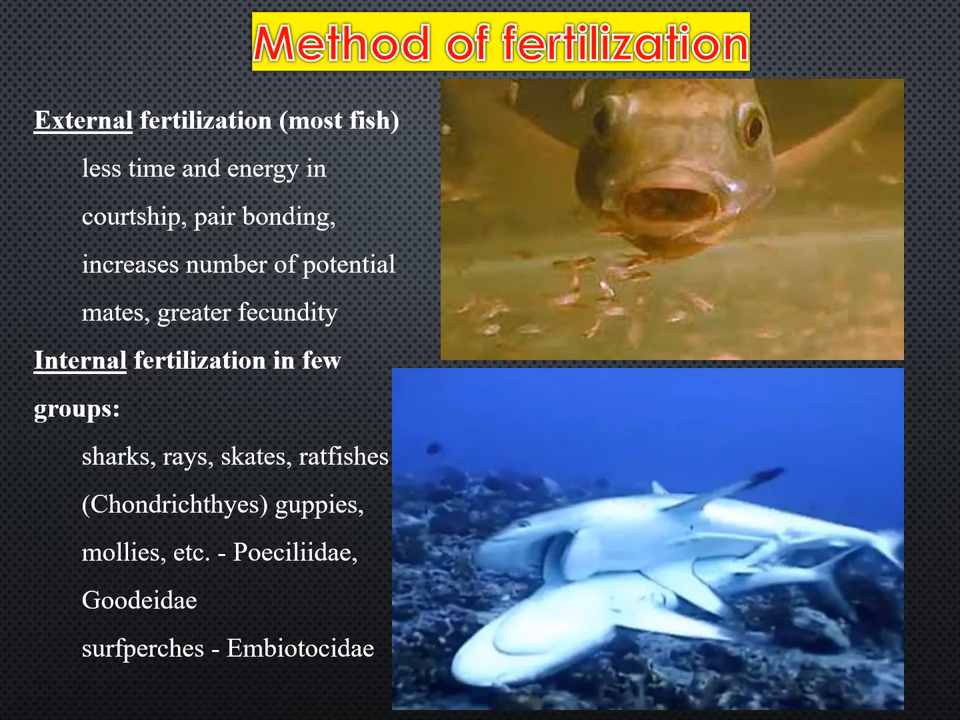 Method of fertilization
External fertilization (most fish)
less time and energy in
courtship, pair bonding,
increases number of potential
mates, greater fecundity
Internal fertilization in few
groups:
sharks, rays, skates, ratfishes
(Chondrichthyes) guppies,
mollies, etc. - Poeciliidae,
Goodeidae
surfperches - Embiotocidae